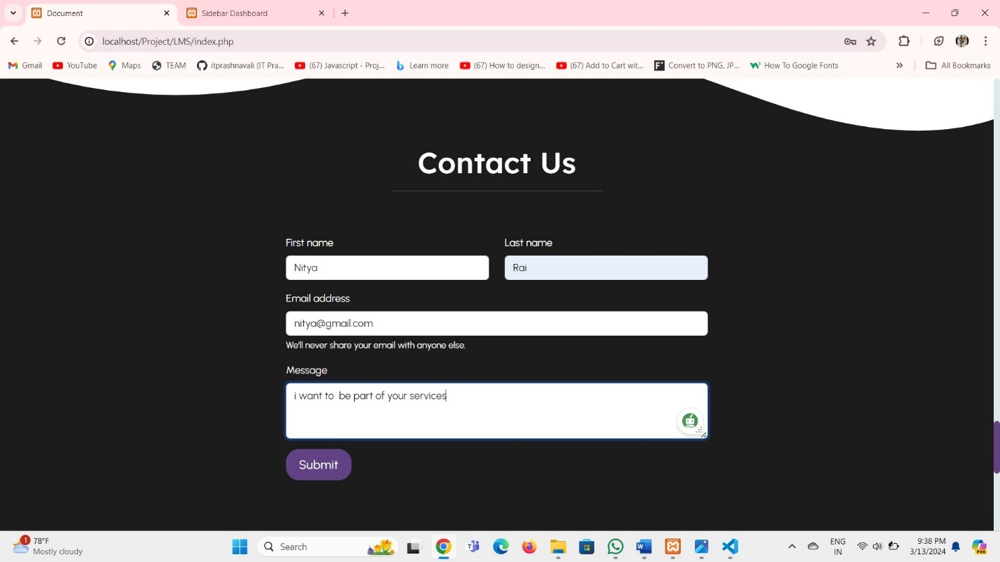 Document
Sidebar Dashboard
localhost/Project/LMS/index.php
Gmail
YouTube
Maps
TEAM
itprashnavali (IT Pra...
(67) Javascript - Proj...
Learn more
(67) How to design...
(67) Add to Cart wit...
Convert to PNG, JP...
How To Google Fonts
All Bookmarks
Contact Us
First name
Last name
Nitya
Rai
Email address
nitya@gmail.com
We'll never share your email with anyone else.
Message
i want to  be part of your services
Submit
1
78°F
Mostly cloudy
Search
ENG
IN
9:38 PM
3/13/2024
PRE